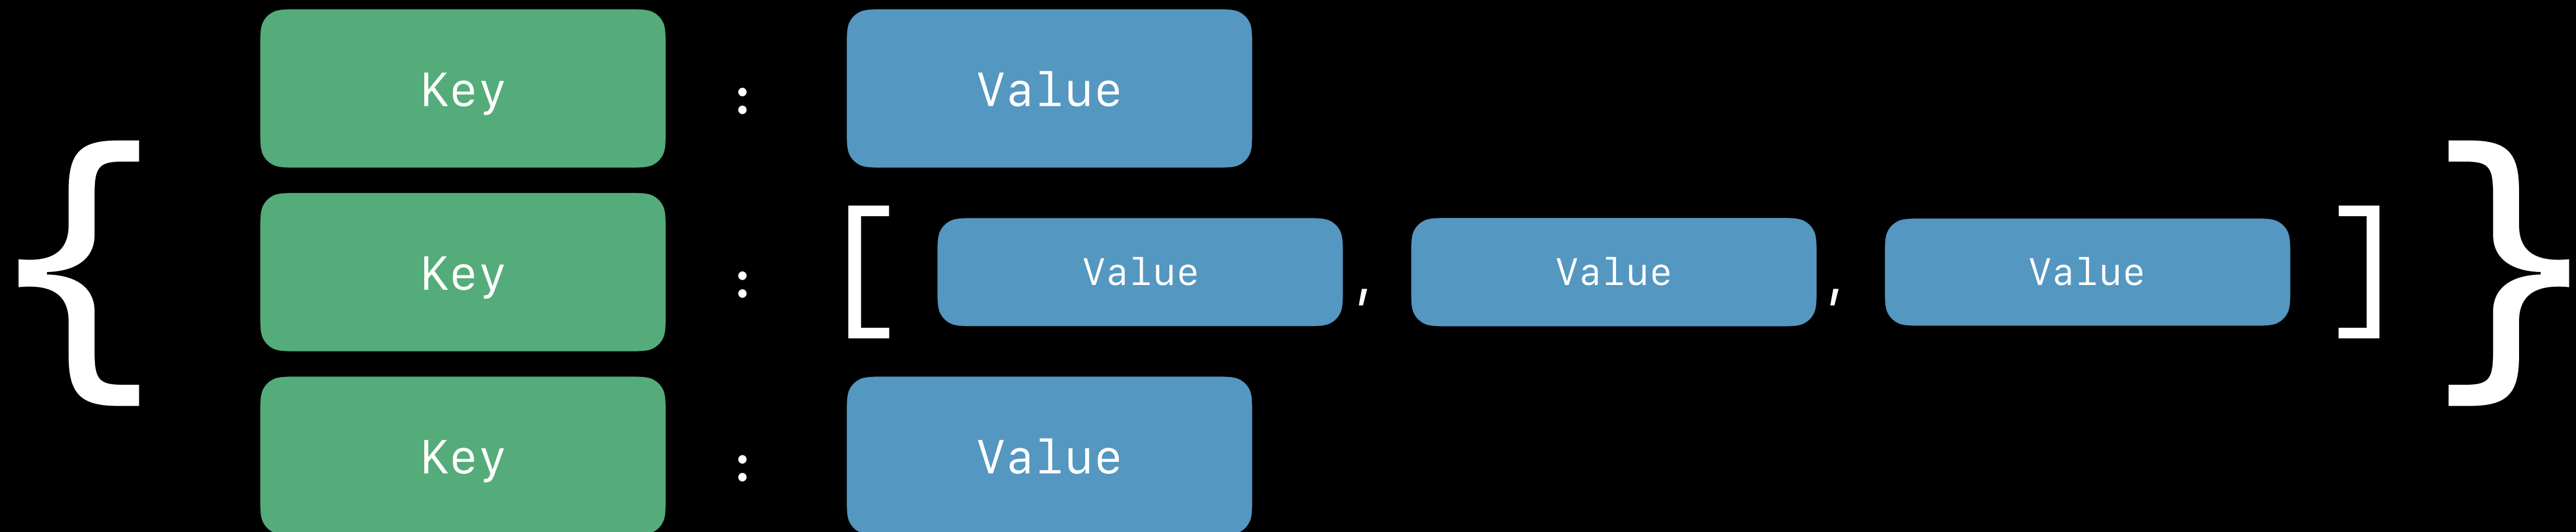 Key : Value
{ Key : [ Value , Value , Value ] }
Key : Value